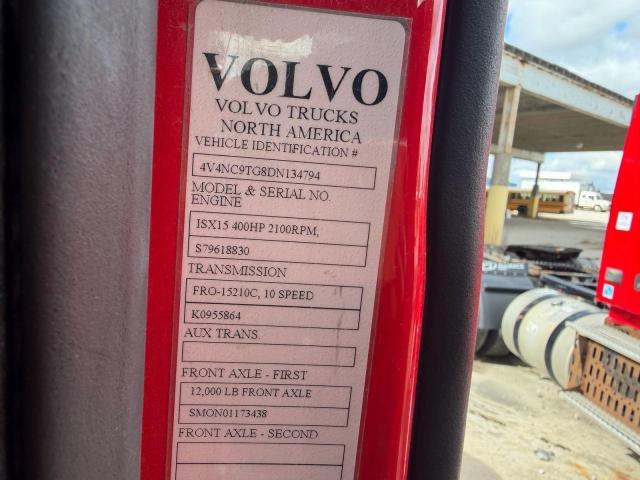 VOLVO
VOLVO TRUCKS
NORTH AMERICA
VEHICLE IDENTIFICATION #
4V4NC9TG8DN134794
MODEL & SERIAL NO.
ENGINE
ISX15 400HP 2100RPM,
S79618830
TRANSMISSION
FRO-15210C, 10 SPEED
K0955864
AUX TRANS.
FRONT AXLE - FIRST
12,000 LB FRONT AXLE
SMON01173438
FRONT AXLE - SECOND